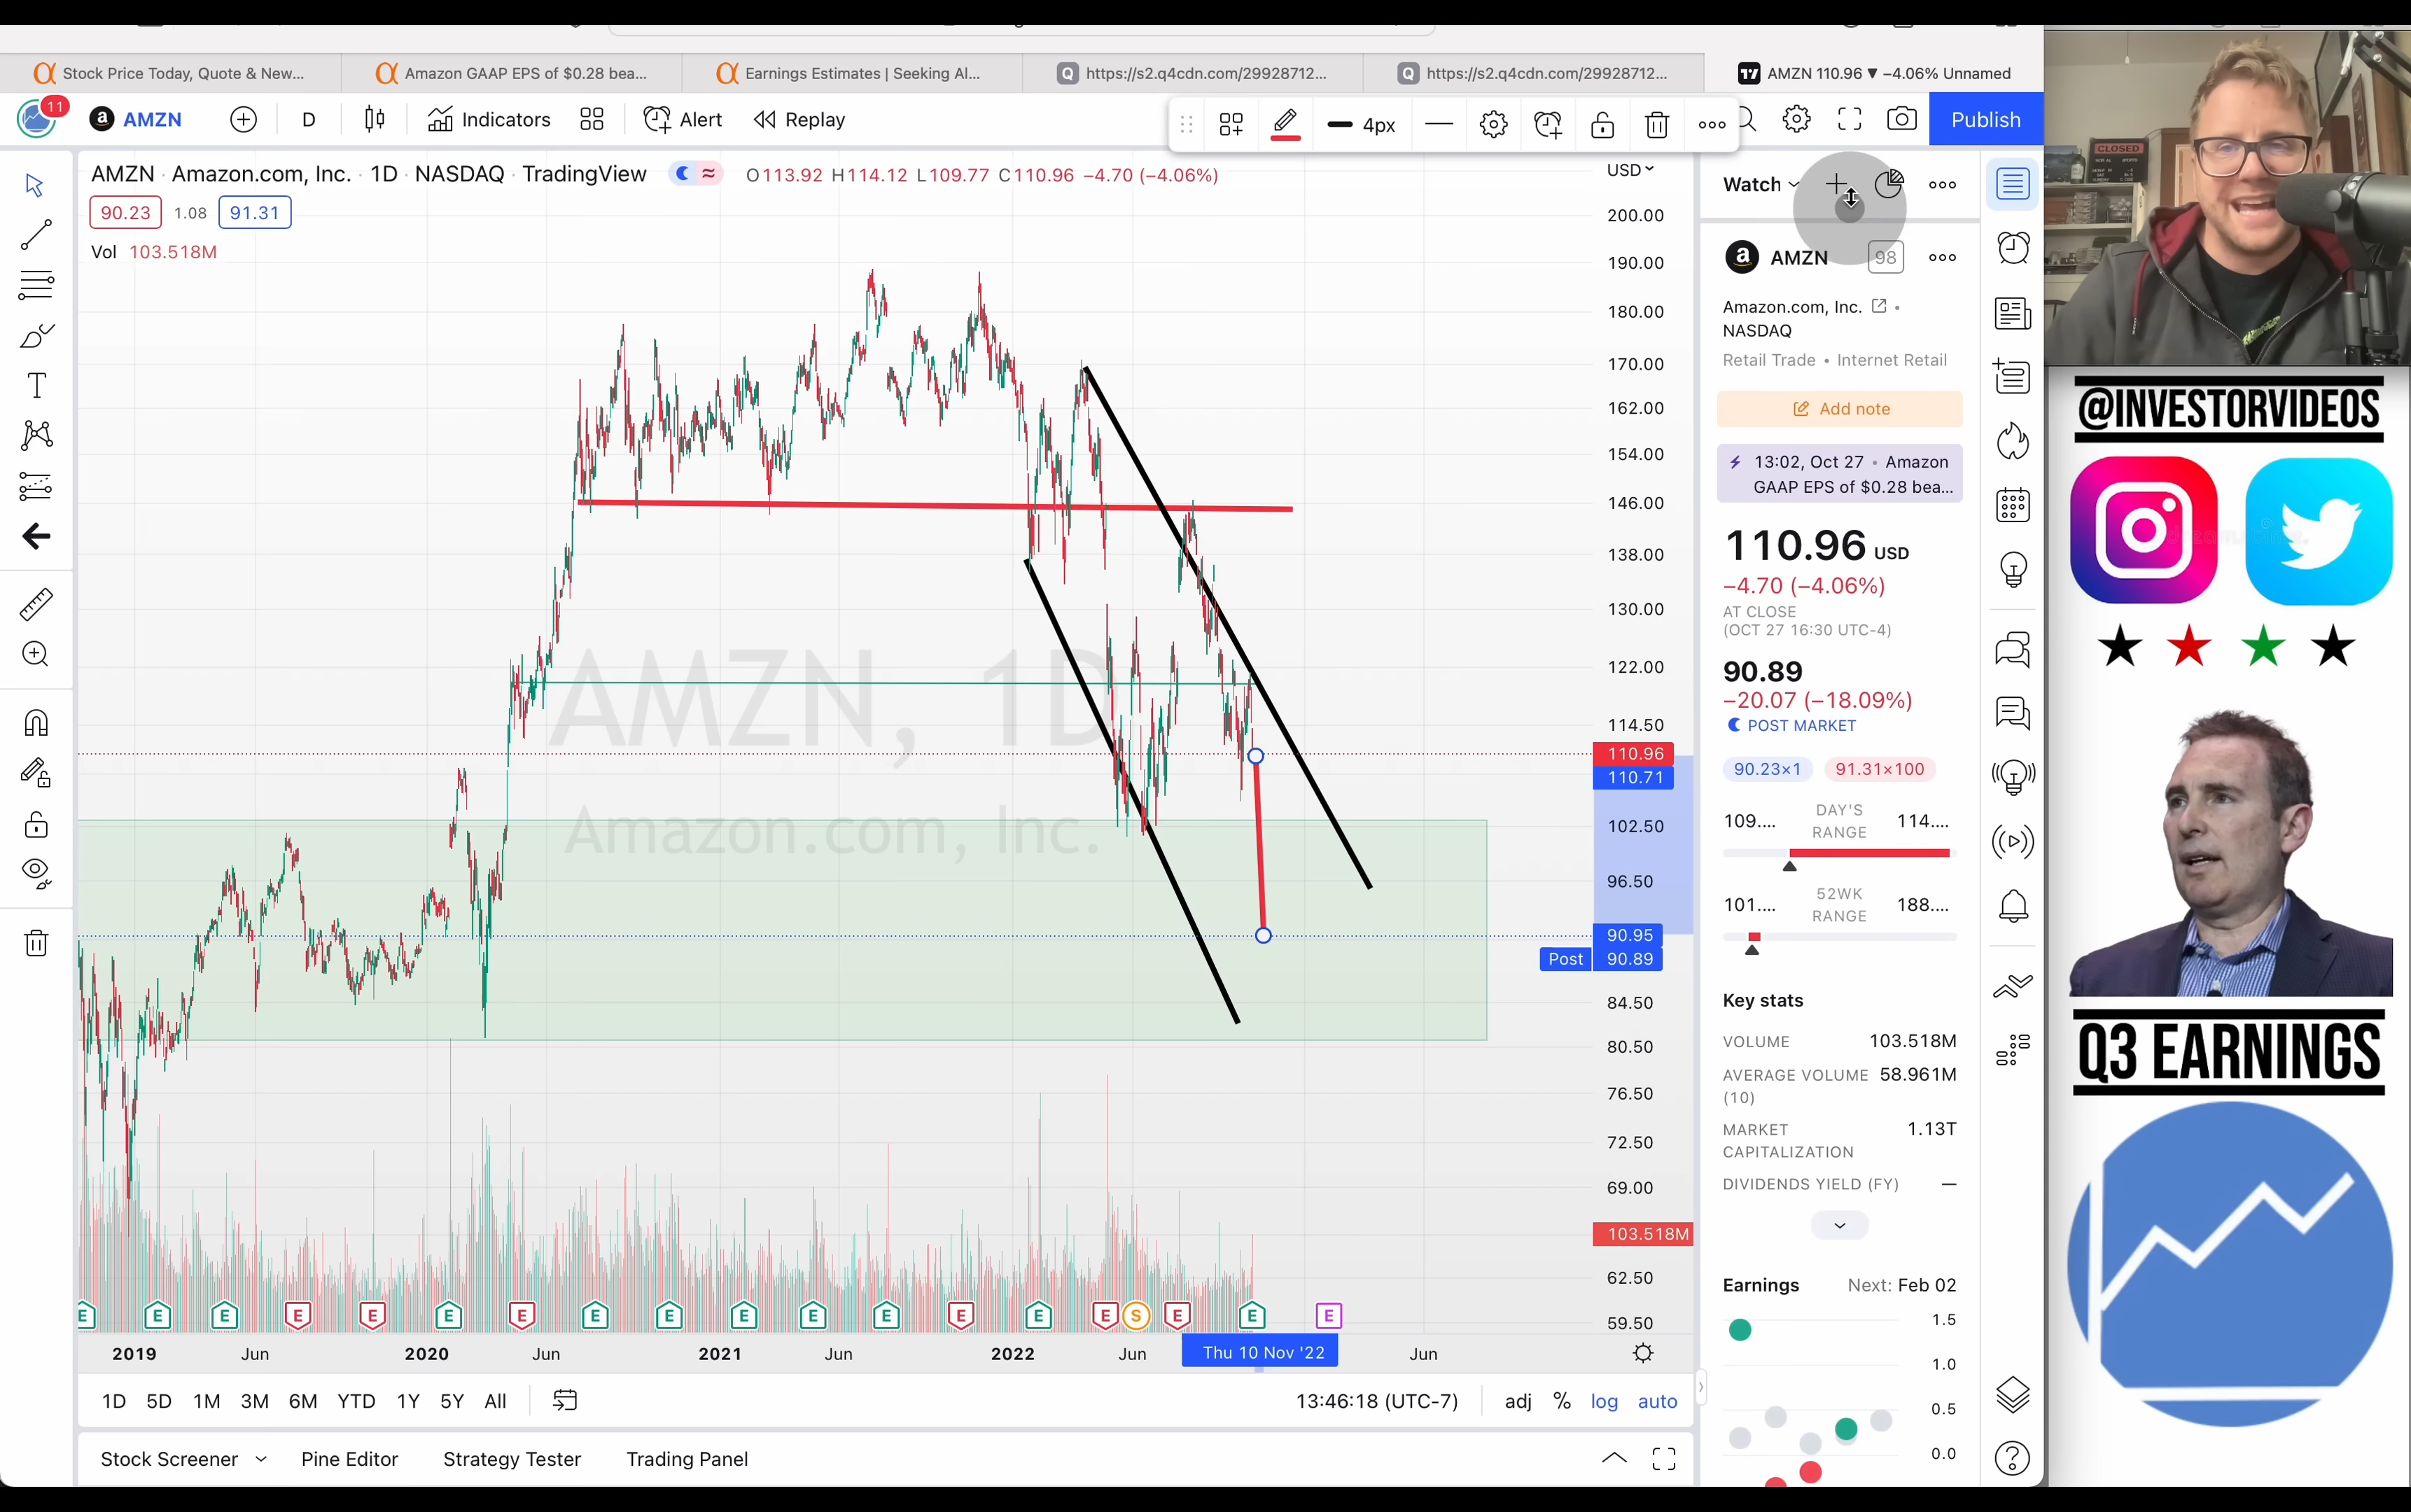 Stock Price Today, Quote & New...
Amazon GAAP EPS of $0.28 bea...
Earnings Estimates | Seeking Al...
https://s2.q4cdn.com/29928712...
https://s2.q4cdn.com/29928712...
AMZN 110.96 ▼ −4.06% Unnamed
11
AMZN
D
Indicators
Alert
Replay
4px
Publish
AMZN · Amazon.com, Inc. · 1D · NASDAQ · TradingView
O113.92 H114.12 L109.77 C110.96 −4.70 (−4.06%)
90.23 1.08 91.31
Vol 103.518M
AMZN, 1D
Amazon.com, Inc.
USD
200.00
190.00
180.00
170.00
162.00
154.00
146.00
138.00
130.00
122.00
114.50
110.96
110.71
102.50
96.50
90.95
Post 90.89
84.50
80.50
76.50
72.50
69.00
103.518M
62.50
59.50
E E E E E E E E E E E E E E E S E E E
2019 Jun 2020 Jun 2021 Jun 2022 Jun Thu 10 Nov '22 Jun
1D 5D 1M 3M 6M YTD 1Y 5Y All
13:46:18 (UTC-7) adj % log auto
Stock Screener Pine Editor Strategy Tester Trading Panel
Watch
AMZN 98
Amazon.com, Inc. •
NASDAQ
Retail Trade • Internet Retail
Add note
13:02, Oct 27 • Amazon
GAAP EPS of $0.28 bea...
110.96 USD
−4.70 (−4.06%)
AT CLOSE
(OCT 27 16:30 UTC-4)
90.89
−20.07 (−18.09%)
POST MARKET
90.23×1 91.31×100
109.... DAY'S RANGE 114....
101.... 52WK RANGE 188....
Key stats
VOLUME 103.518M
AVERAGE VOLUME (10) 58.961M
MARKET CAPITALIZATION 1.13T
DIVIDENDS YIELD (FY) —
Earnings Next: Feb 02
1.5
1.0
0.5
0.0
CLOSED
@INVESTORVIDEOS
Q3 EARNINGS